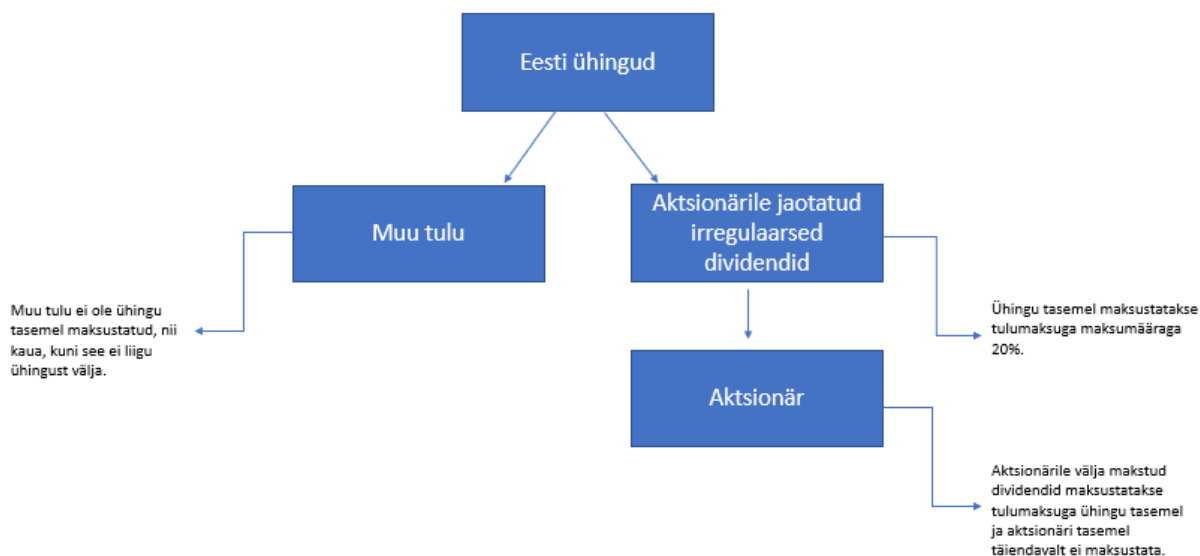 Eesti ühingud
Muu tulu
Aktsionärile jaotatud
irregulaarsed
dividendid
Muu tulu ei ole ühingu
tasemel maksustatud, nii
kaua, kuni see ei liigu
ühingust välja.
Ühingu tasemel maksustatakse
tulumaksuga maksumääraga
20%.
Aktsionär
Aktsionärile välja makstud
dividendid maksustatakse
tulumaksuga ühingu tasemel
ja aktsionäri tasemel
täiendavalt ei maksustata.